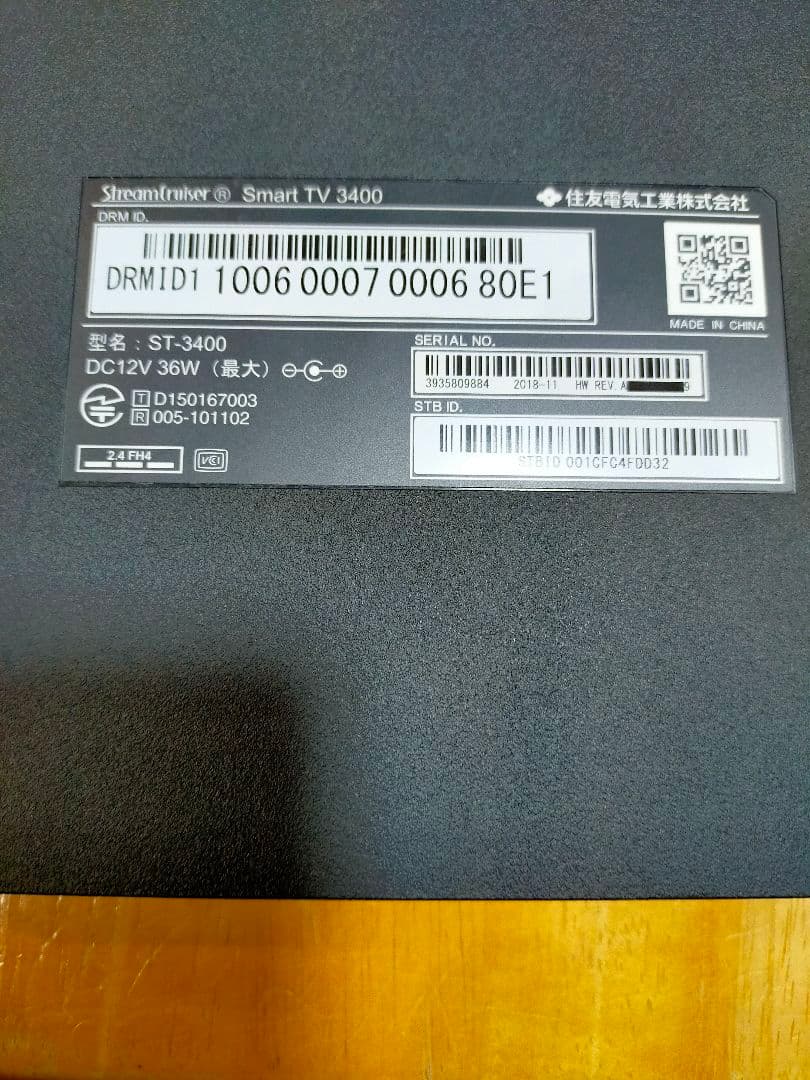 StreamCruiser® Smart TV 3400
住友電気工業株式会社
DRM ID.
DRMID1 1006 0007 0006 80E1
MADE IN CHINA
型名：ST-3400
DC12V 36W（最大）
T D150167003
R 005-101102
2.4 FH4
VCCI
SERIAL NO.
3935809884 2018-11 HW REV A 9
STB ID.
STBID 001CFC4FDD32